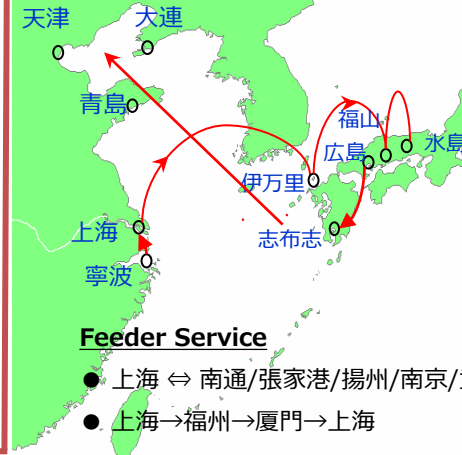 天津
大連
青島
福山
水島
広島
伊万里
上海
志布志
寧波
Feeder Service
● 上海 ⇔ 南通/張家港/揚州/南京/
● 上海→福州→厦門→上海